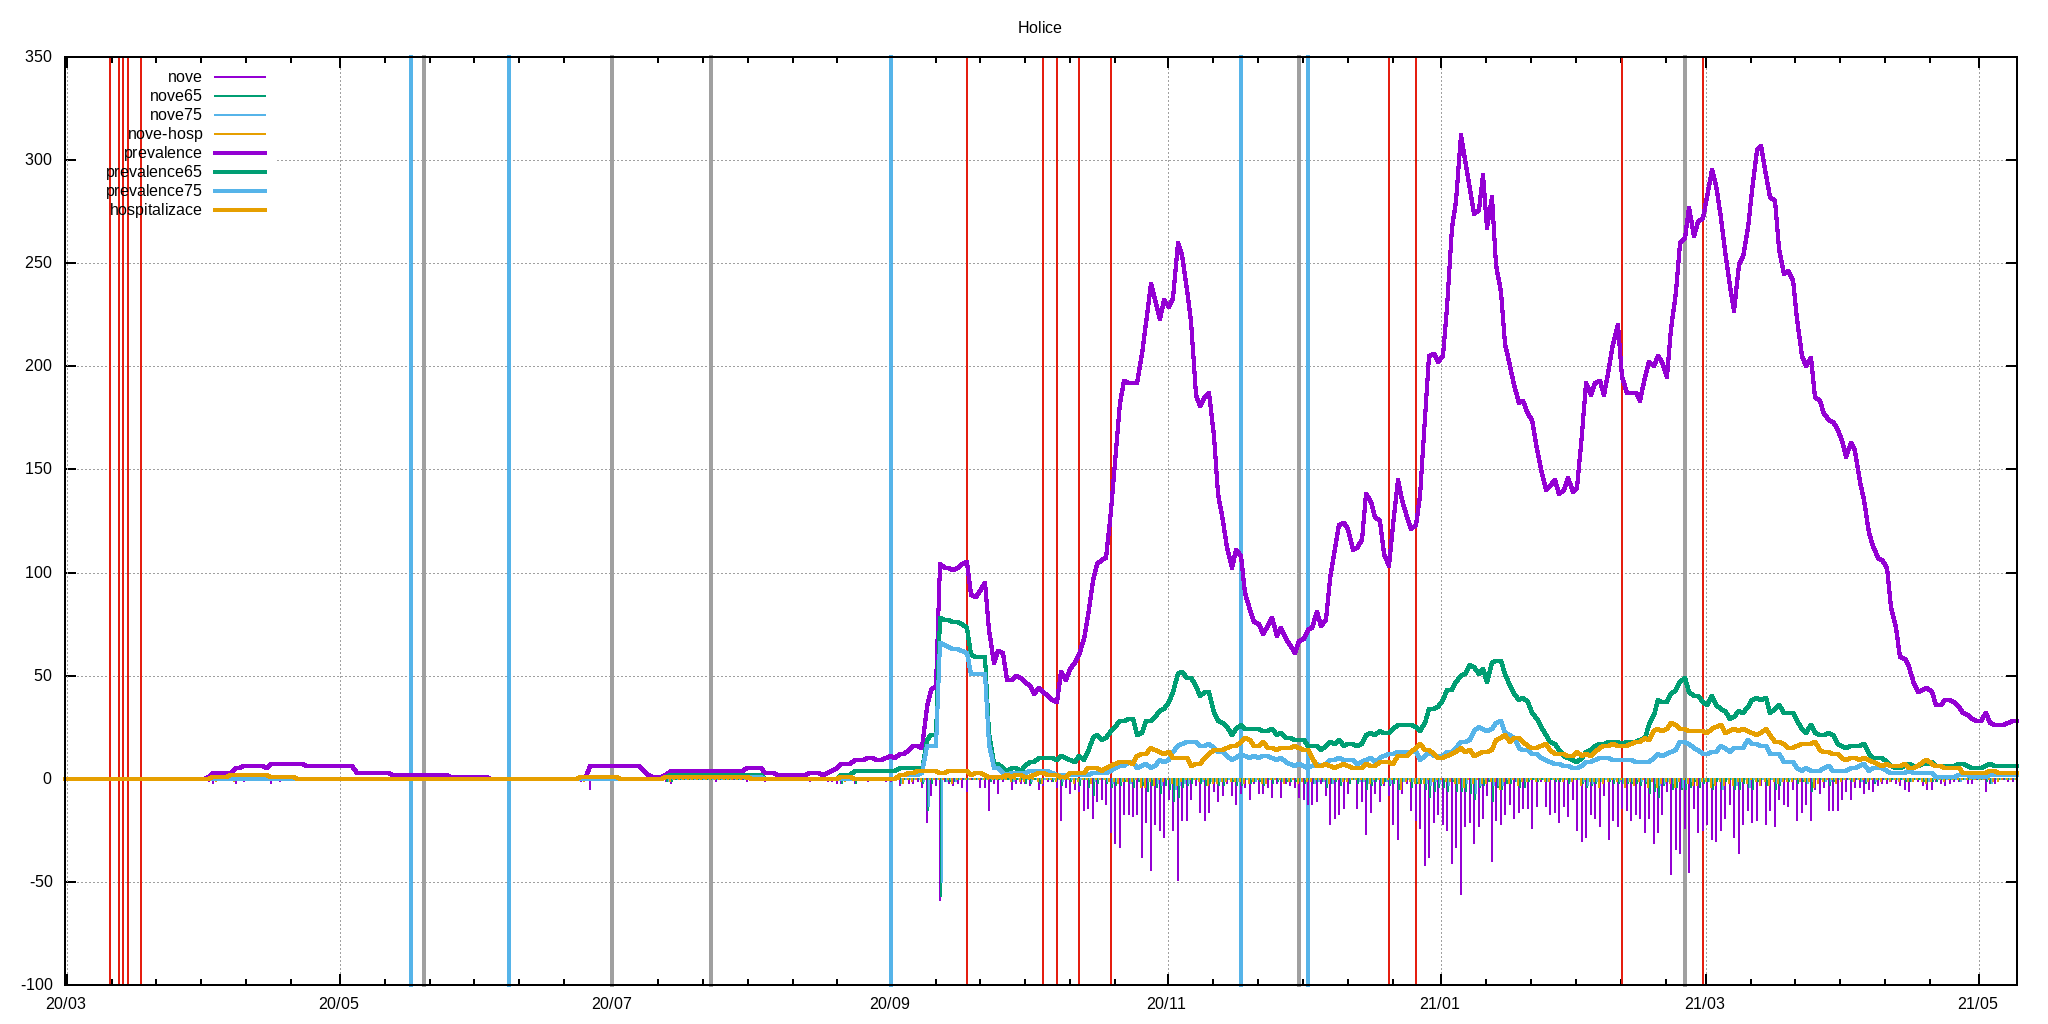 Holice
350
300
250
200
150
100
50
0
-50
-100
nove
nove65
nove75
nove-hosp
prevalence
prevalence65
prevalence75
hospitalizace
20/03 20/05 20/07 20/09 20/11 21/01 21/03 21/05